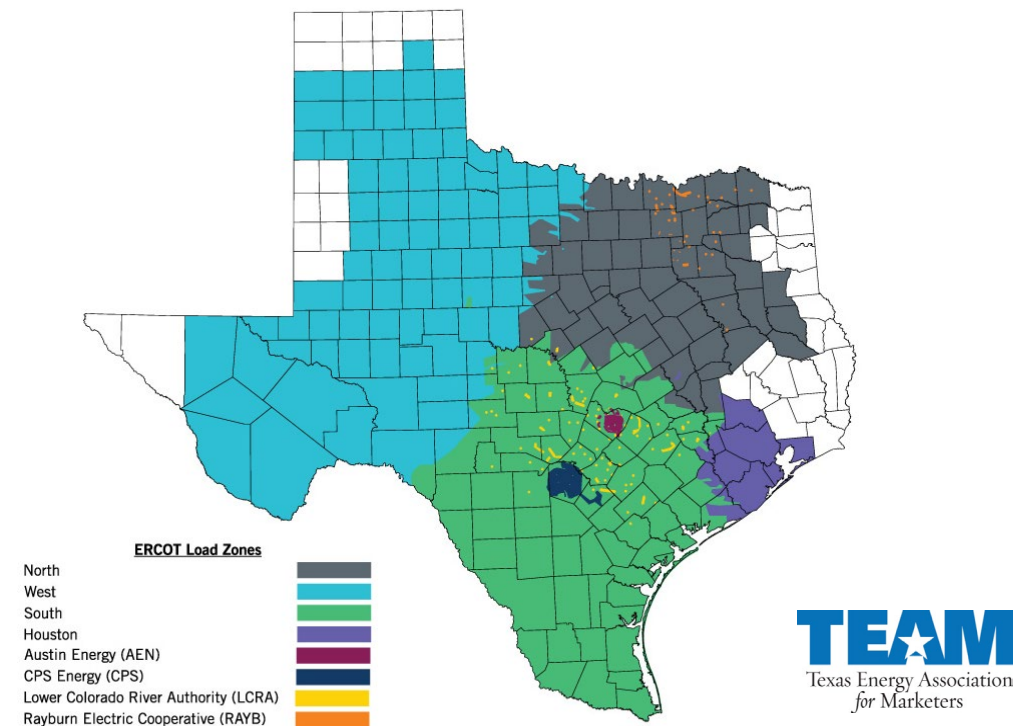 ERCOT Load Zones
North
West
South
Houston
Austin Energy (AEN)
CPS Energy (CPS)
Lower Colorado River Authority (LCRA)
Rayburn Electric Cooperative (RAYB)
TEAM
Texas Energy Association
for Marketers